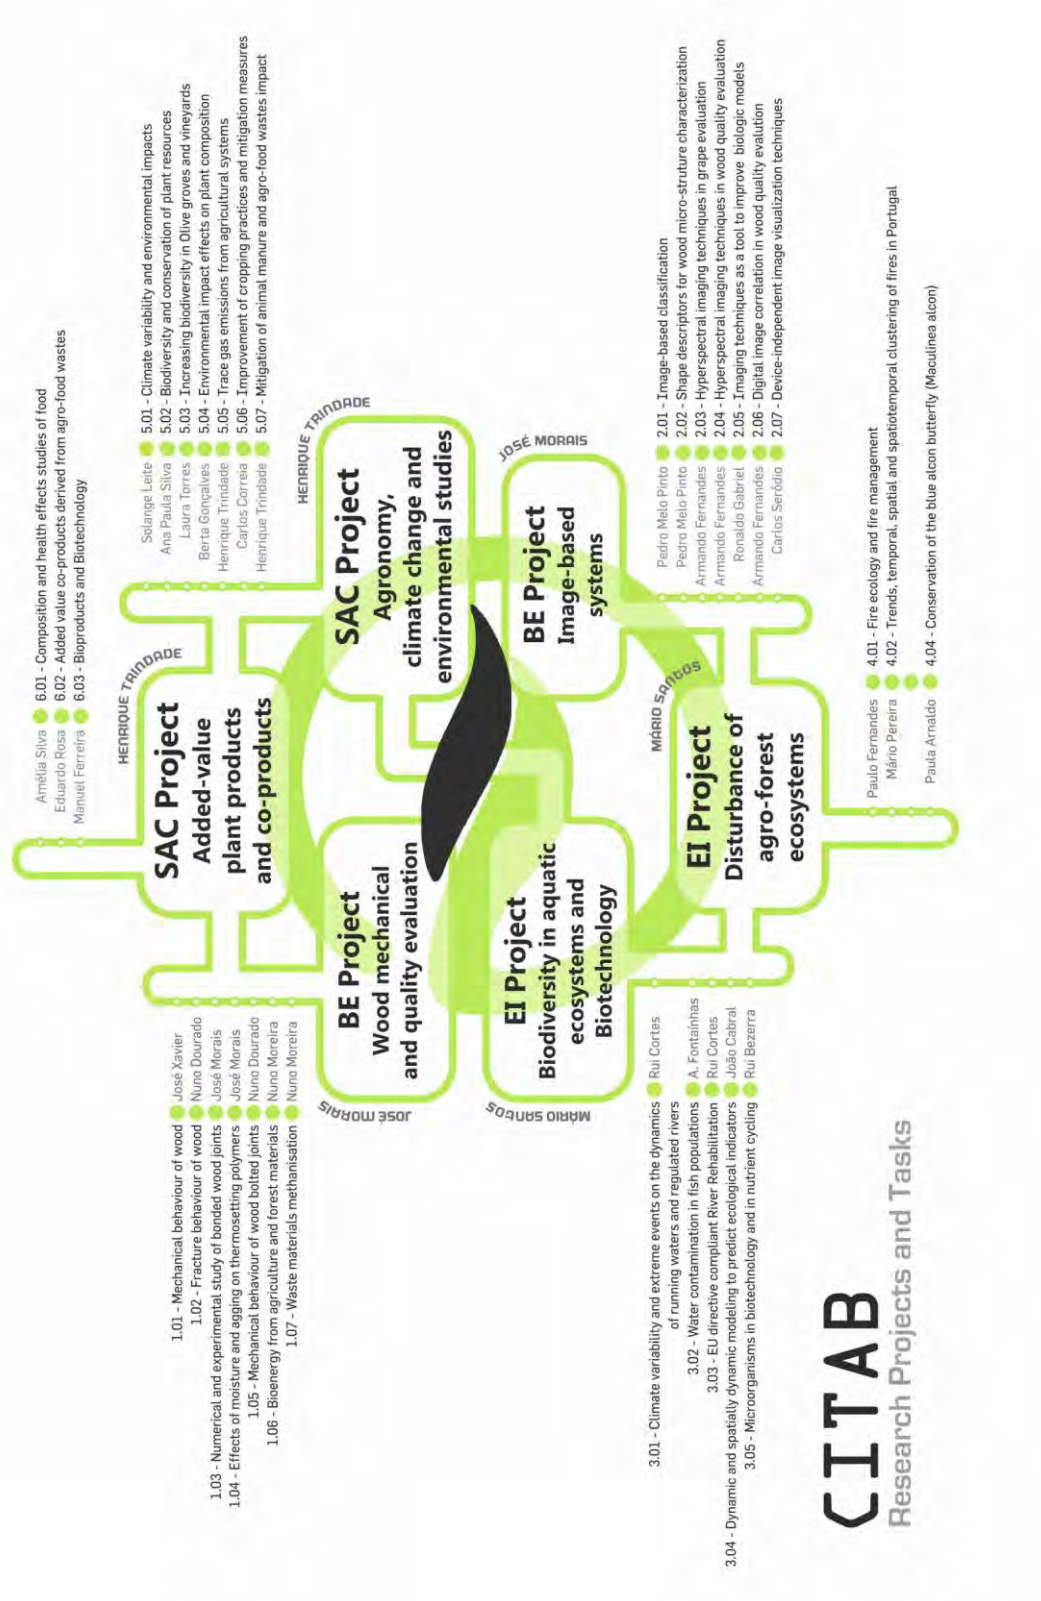 CITAB
Research Projects and Tasks
1.01 - Mechanical behaviour of wood José Xavier
1.02 - Fracture behaviour of wood Nuno Dourado
1.03 - Numerical and experimental study of bonded wood joints José Morais
1.04 - Effects of moisture and agging on thermosetting polymers José Morais
1.05 - Mechanical behaviour of wood bolted joints Nuno Dourado
1.06 - Bioenergy from agriculture and forest materials Nuno Moreira
1.07 - Waste materials methanisation Nuno Moreira
JOSÉ MORAIS
BE Project
Wood mechanical
and quality evaluation
3.01 - Climate variability and extreme events on the dynamics Rui Cortes
of running waters and regulated rivers
3.02 - Water contamination in fish populations A. Fontaínhas
3.03 - EU directive compliant River Rehabilitation Rui Cortes
3.04 - Dynamic and spatially dynamic modeling to predict ecological indicators João Cabral
3.05 - Microorganisms in biotechnology and in nutrient cycling Rui Bezerra
MÁRIO SANTOS
EI Project
Biodiversity in aquatic
ecosystems and
Biotechnology
HENRIQUE TRINDADE
SAC Project
Added-value
plant products
and co-products
Amélia Silva 6.01 - Composition and health effects studies of food
Eduardo Rosa 6.02 - Added value co-products derived from agro-food wastes
Manuel Ferreira 6.03 - Bioproducts and Biotechnology
MÁRIO SANTOS
EI Project
Disturbance of
agro-forest
ecosystems
Paulo Fernandes 4.01 - Fire ecology and fire management
Mário Pereira 4.02 - Trends, temporal, spatial and spatiotemporal clustering of fires in Portugal
Paula Arnaldo 4.04 - Conservation of the blue alcon butterfly (Maculinea alcon)
HENRIQUE TRINDADE
SAC Project
Agronomy,
climate change and
environmental studies
Solange Leite 5.01 - Climate variability and environmental impacts
Ana Paula Silva 5.02 - Biodiversity and conservation of plant resources
Laura Torres 5.03 - Increasing biodiversity in Olive groves and vineyards
Berta Gonçalves 5.04 - Environmental impact effects on plant composition
Henrique Trindade 5.05 - Trace gas emissions from agricultural systems
Carlos Correia 5.06 - Improvement of cropping practices and mitigation measures
Henrique Trindade 5.07 - Mitigation of animal manure and agro-food wastes impact
JOSÉ MORAIS
BE Project
Image-based
systems
Pedro Melo Pinto 2.01 - Image-based classification
Pedro Melo Pinto 2.02 - Shape descriptors for wood micro-struture characterization
Armando Fernandes 2.03 - Hyperspectral imaging techniques in grape evaluation
Armando Fernandes 2.04 - Hyperspectral imaging techniques in wood quality evaluation
Ronaldo Gabriel 2.05 - Imaging techniques as a tool to improve biologic models
Armando Fernandes 2.06 - Digital image correlation in wood quality evalution
Carlos Seródio 2.07 - Device-independent image visualization techniques